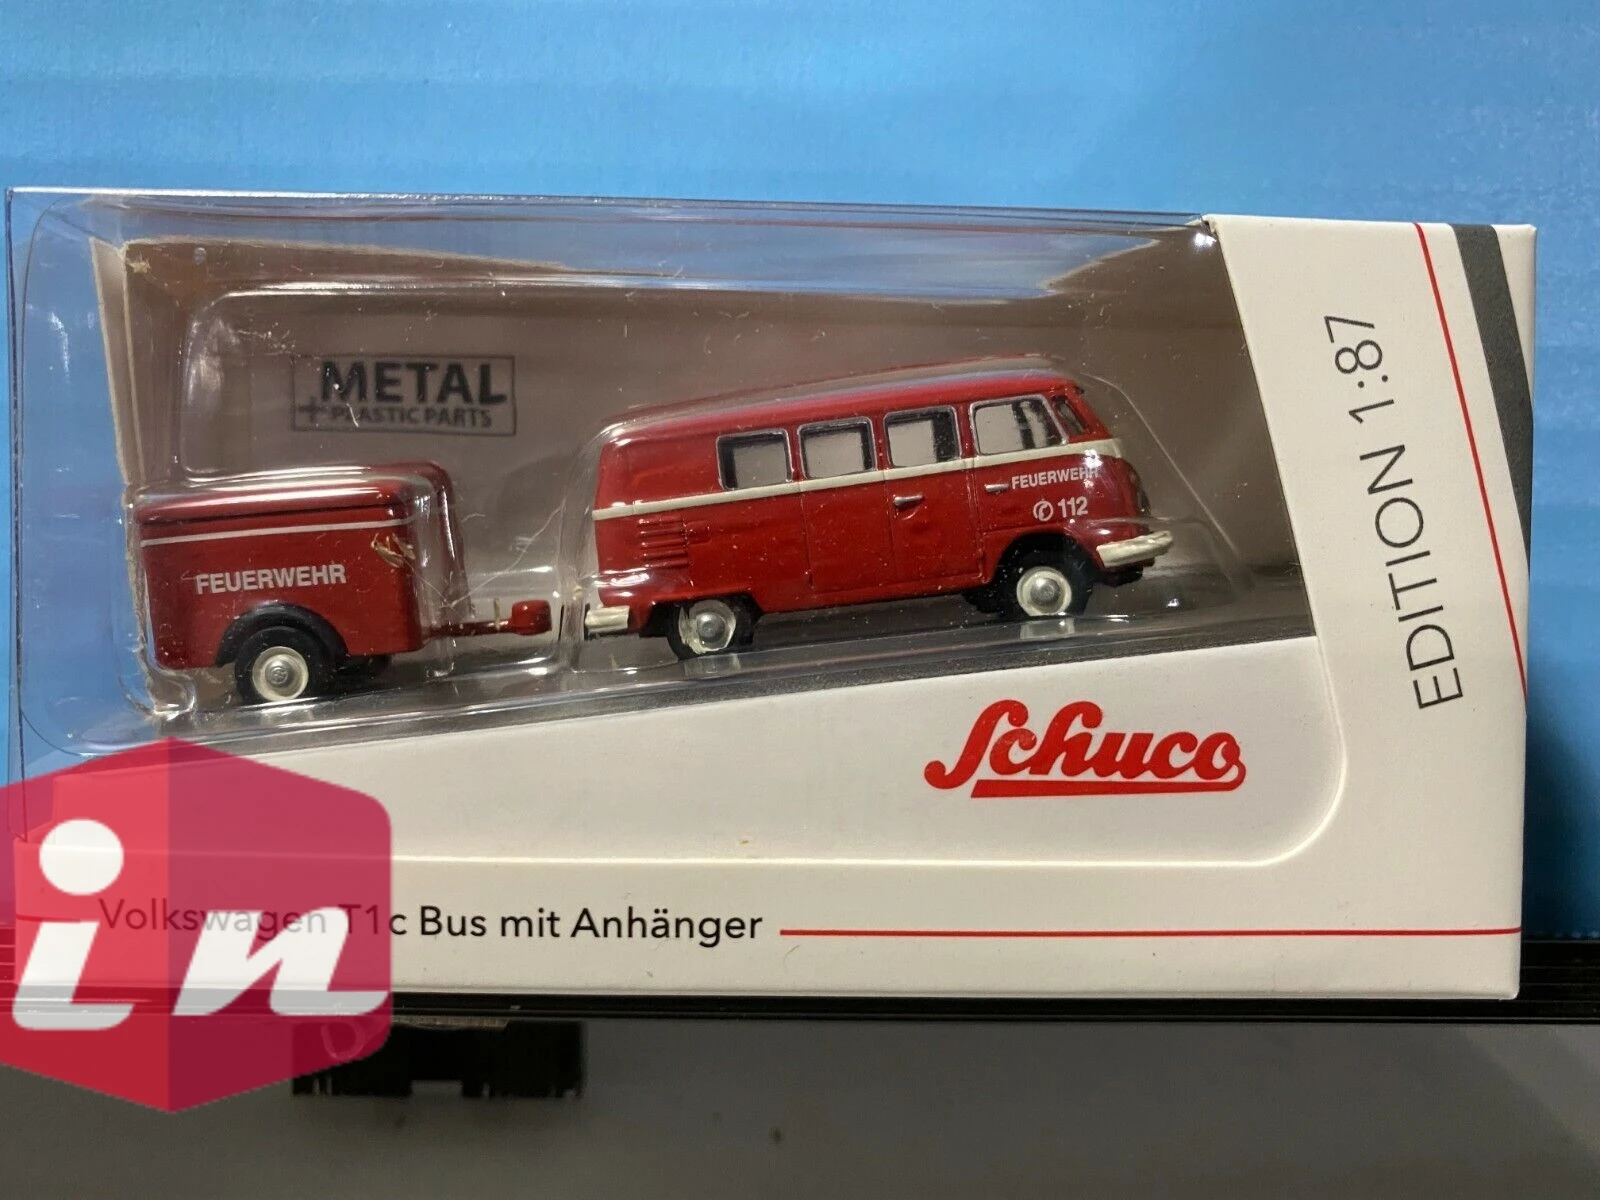 METAL
+PLASTIC PARTS
FEUERWEHR
✆ 112
FEUERWEHR
EDITION 1:87
Schuco
Volkswagen T1c Bus mit Anhänger
in